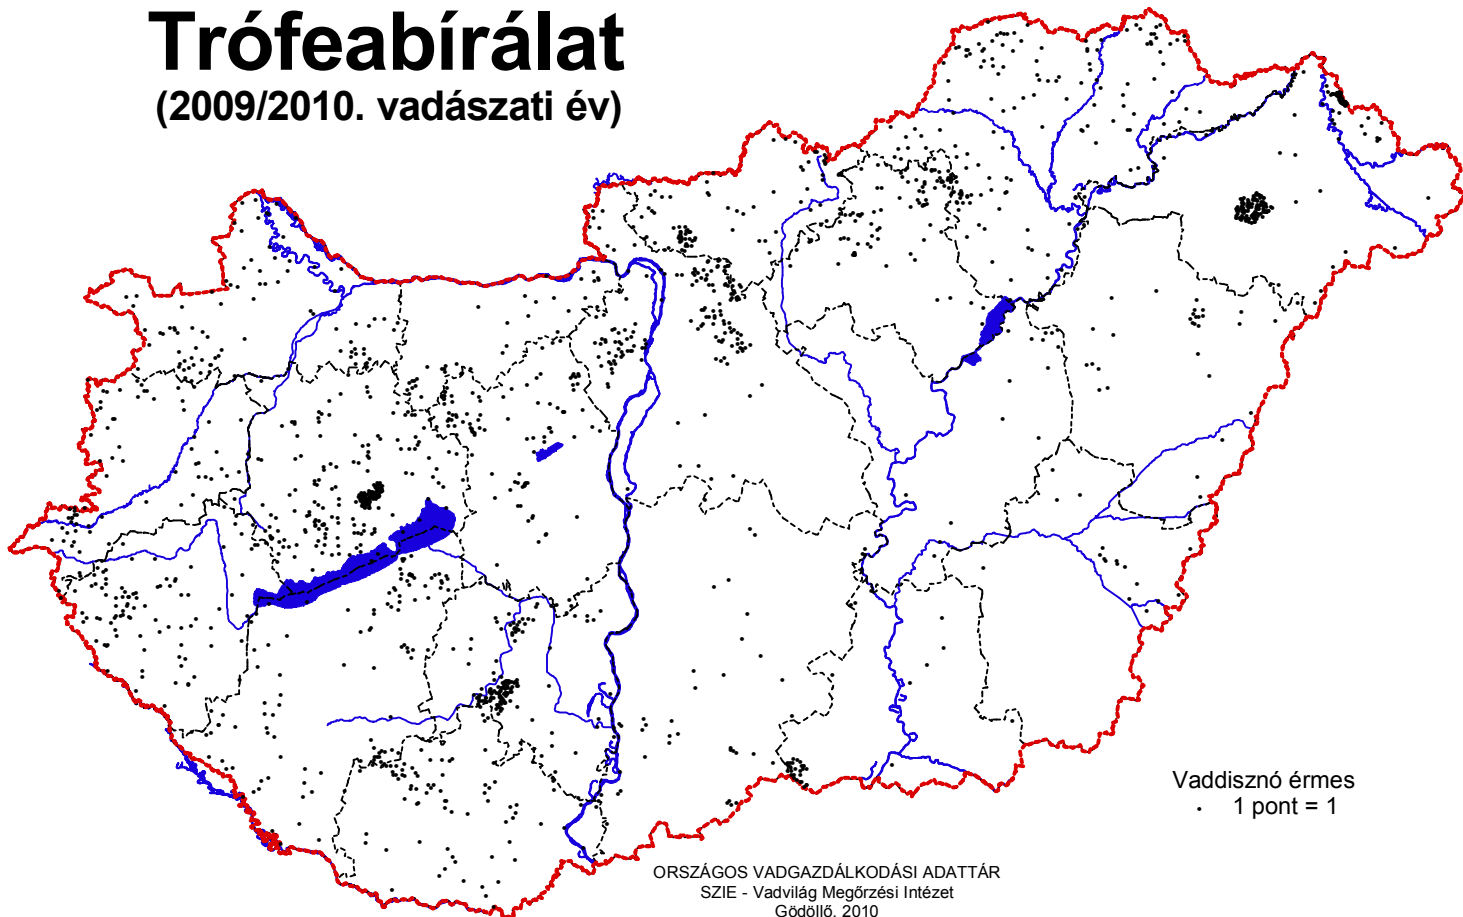 Trófeabírálat
(2009/2010. vadászati év)
Vaddisznó érmes
1 pont = 1
ORSZÁGOS VADGAZDÁLKODÁSI ADATTÁR
SZIE - Vadvilág Megőrzési Intézet
Gödöllő, 2010